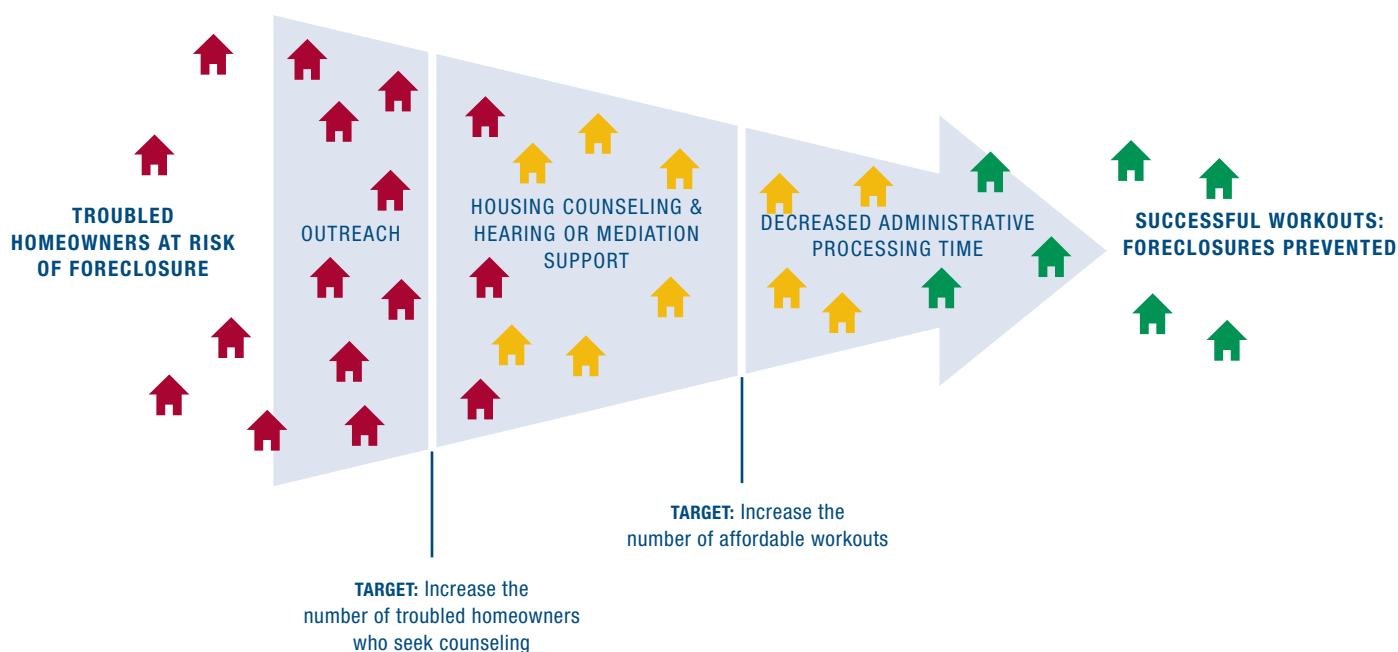 TROUBLED
HOMEOWNERS AT RISK
OF FORECLOSURE
OUTREACH
HOUSING COUNSELING &
HEARING OR MEDIATION
SUPPORT
DECREASED ADMINISTRATIVE
PROCESSING TIME
SUCCESSFUL WORKOUTS:
FORECLOSURES PREVENTED
TARGET: Increase the
number of affordable workouts
TARGET: Increase the
number of troubled homeowners
who seek counseling